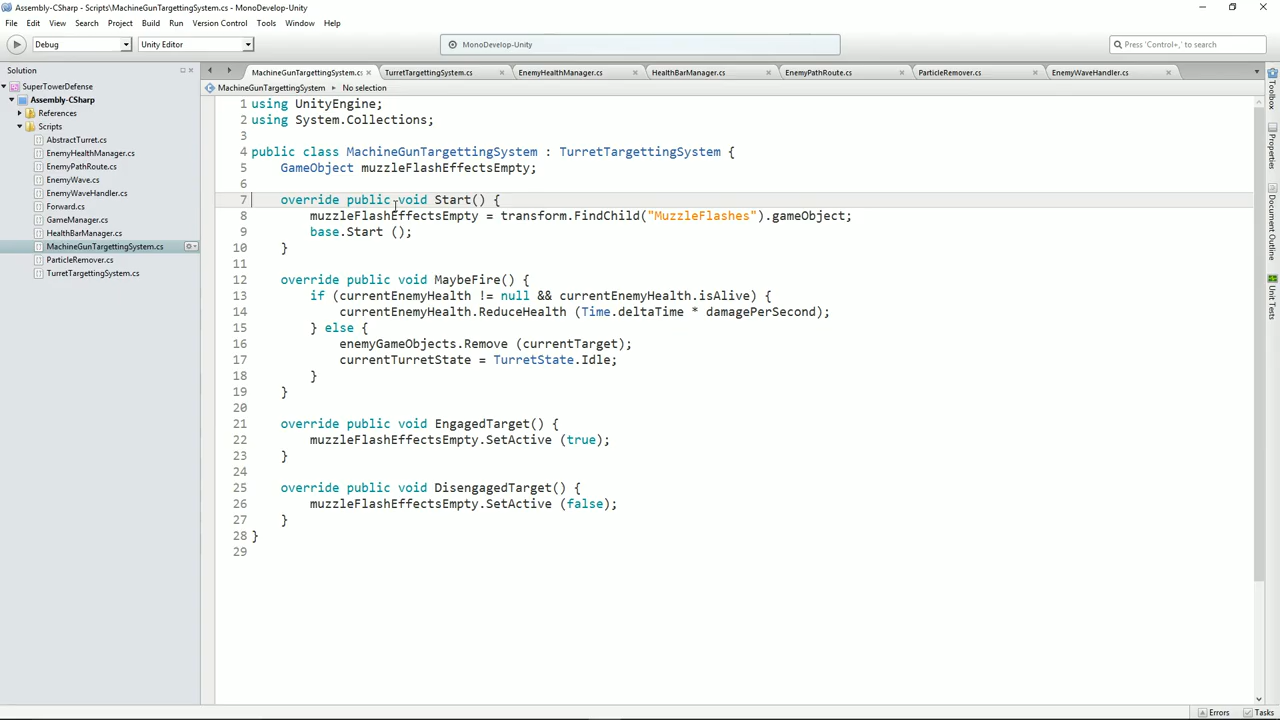 Assembly-CSharp - Scripts\MachineGunTargettingSystem.cs - MonoDevelop-Unity
File Edit View Search Project Build Run Version Control Tools Window Help
Debug Unity Editor MonoDevelop-Unity Press 'Control+,' to search
Solution
MachineGunTargettingSystem.cs TurretTargettingSystem.cs EnemyHealthManager.cs HealthBarManager.cs EnemyPathRoute.cs ParticleRemover.cs EnemyWaveHandler.cs
MachineGunTargettingSystem No selection
SuperTowerDefense
Assembly-CSharp
References
Scripts
AbstractTurret.cs
EnemyHealthManager.cs
EnemyPathRoute.cs
EnemyWave.cs
EnemyWaveHandler.cs
Forward.cs
GameManager.cs
HealthBarManager.cs
MachineGunTargettingSystem.cs
ParticleRemover.cs
TurretTargettingSystem.cs
1 using UnityEngine;
2 using System.Collections;
3
4 public class MachineGunTargettingSystem : TurretTargettingSystem {
5 GameObject muzzleFlashEffectsEmpty;
6
7 override public void Start() {
8 muzzleFlashEffectsEmpty = transform.FindChild("MuzzleFlashes").gameObject;
9 base.Start ();
10 }
11
12 override public void MaybeFire() {
13 if (currentEnemyHealth != null && currentEnemyHealth.isAlive) {
14 currentEnemyHealth.ReduceHealth (Time.deltaTime * damagePerSecond);
15 } else {
16 enemyGameObjects.Remove (currentTarget);
17 currentTurretState = TurretState.Idle;
18 }
19 }
20
21 override public void EngagedTarget() {
22 muzzleFlashEffectsEmpty.SetActive (true);
23 }
24
25 override public void DisengagedTarget() {
26 muzzleFlashEffectsEmpty.SetActive (false);
27 }
28 }
29
Toolbox
Properties
Document Outline
Unit Tests
Errors Tasks